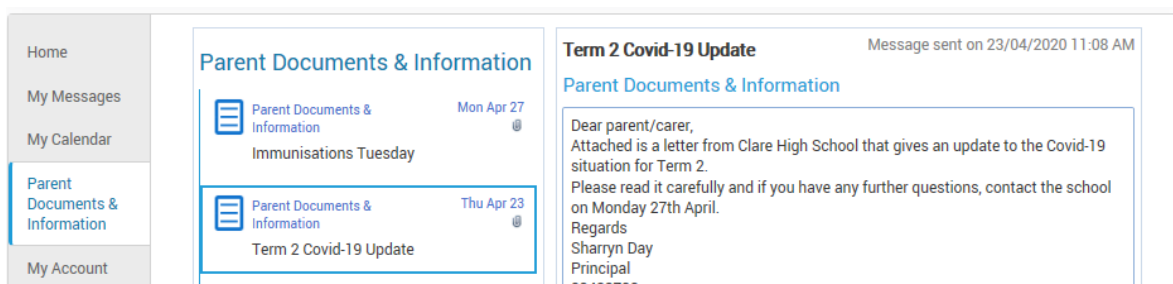 Home
My Messages
My Calendar
Parent
Documents &
Information
My Account
Parent Documents & Information
Parent Documents &
Information
Mon Apr 27
Immunisations Tuesday
Parent Documents &
Information
Thu Apr 23
Term 2 Covid-19 Update
Term 2 Covid-19 Update
Message sent on 23/04/2020 11:08 AM
Parent Documents & Information
Dear parent/carer,
Attached is a letter from Clare High School that gives an update to the Covid-19
situation for Term 2.
Please read it carefully and if you have any further questions, contact the school
on Monday 27th April.
Regards
Sharryn Day
Principal